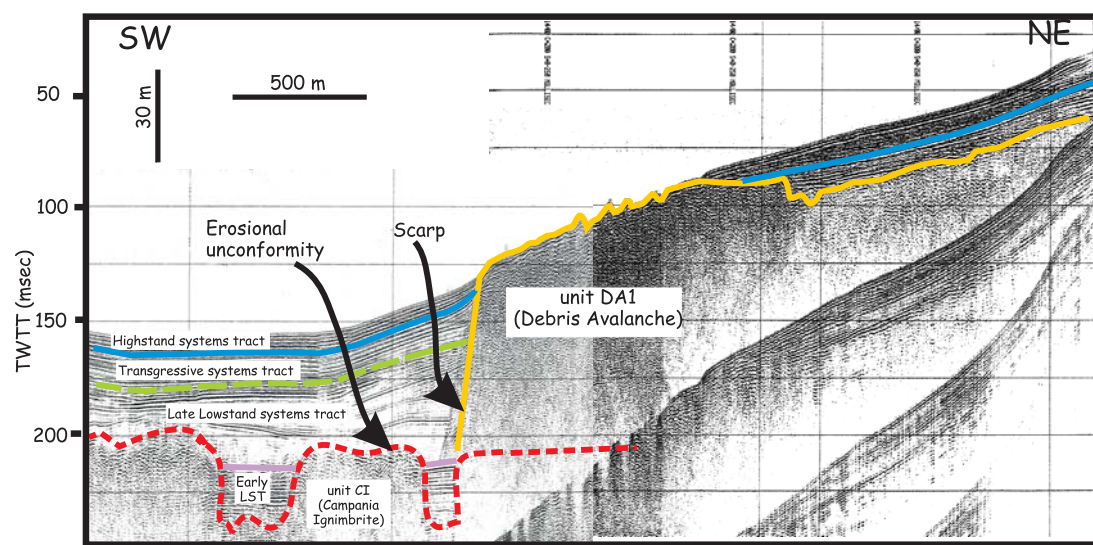 SW
NE
500 m
30 m
50
100
150
200
TWTT (msec)
Erosional
unconformity
Scarp
unit DA1
(Debris Avalanche)
Highstand systems tract
Transgressive systems tract
Late Lowstand systems tract
Early
LST
unit CI
(Campania
Ignimbrite)